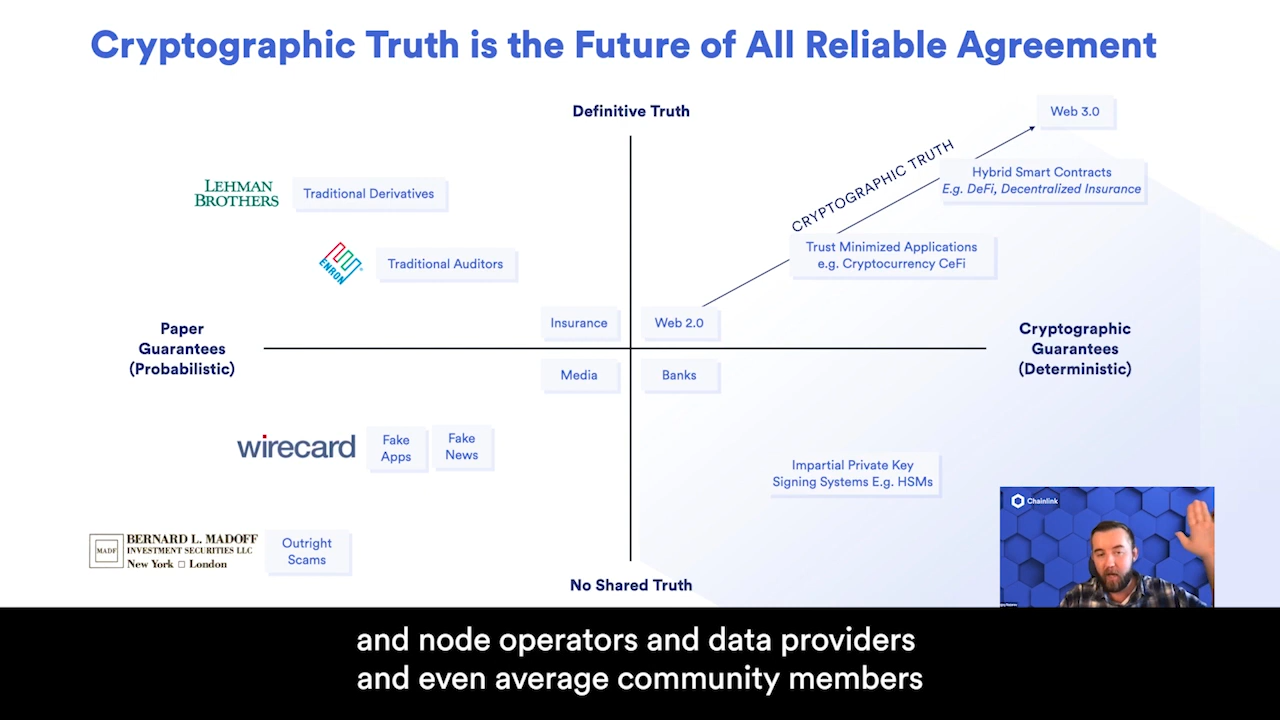 Cryptographic Truth is the Future of All Reliable Agreement
Definitive Truth
Web 3.0
CRYPTOGRAPHIC TRUTH
Hybrid Smart Contracts
E.g. DeFi, Decentralized Insurance
LEHMAN
BROTHERS
Traditional Derivatives
Trust Minimized Applications
e.g. Cryptocurrency CeFi
ENRON
Traditional Auditors
Insurance
Web 2.0
Paper
Guarantees
(Probabilistic)
Cryptographic
Guarantees
(Deterministic)
Media
Banks
wirecard
Fake
Apps
Fake
News
Impartial Private Key
Signing Systems E.g. HSMs
Chainlink
MADF
BERNARD L. MADOFF
INVESTMENT SECURITIES LLC
New York □ London
Outright
Scams
No Shared Truth
and node operators and data providers
and even average community members